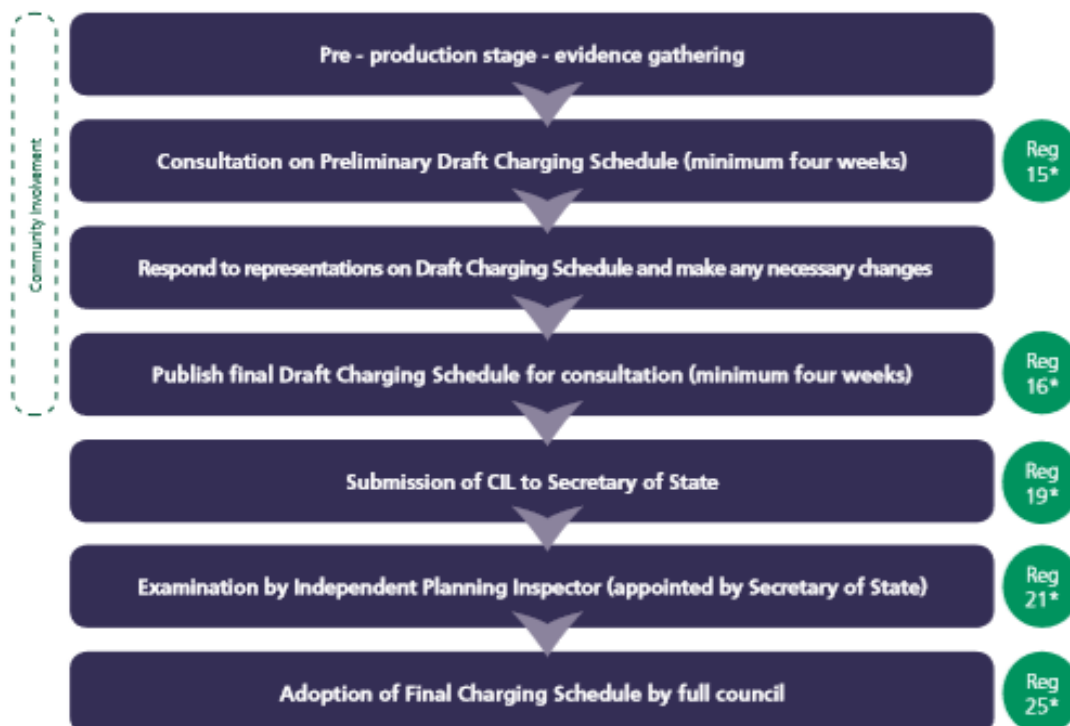 Pre - production stage - evidence gathering
Community Involvement
Consultation on Preliminary Draft Charging Schedule (minimum four weeks)
Reg
15*
Respond to representations on Draft Charging Schedule and make any necessary changes
Publish final Draft Charging Schedule for consultation (minimum four weeks)
Reg
16*
Submission of CIL to Secretary of State
Reg
19*
Examination by Independent Planning Inspector (appointed by Secretary of State)
Reg
21*
Adoption of Final Charging Schedule by full council
Reg
25*